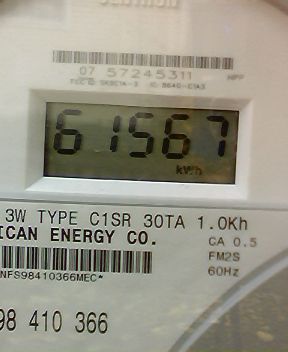 07 57245311 HPP
61567
kWh
3W TYPE C1SR 30TA 1.0Kh
ICAN ENERGY CO.
CA 0.5
FM2S
60Hz
NFS98410366MEC*
98 410 366